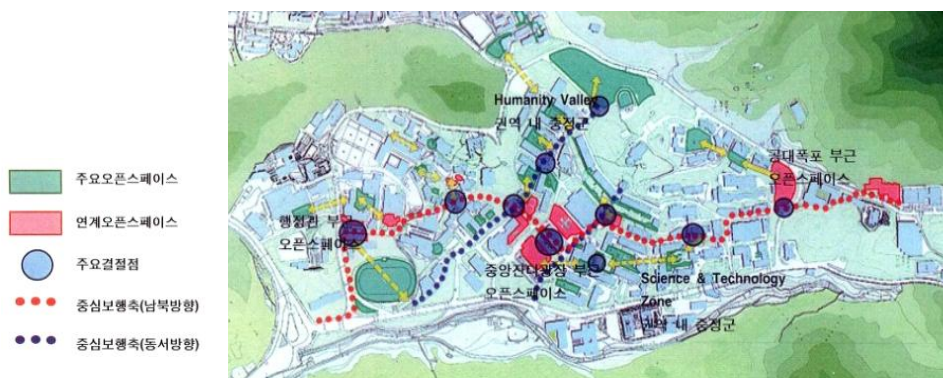 주요오픈스페이스
연계오픈스페이스
주요결절점
중심보행축(남북방향)
중심보행축(동서방향)
Humanity Valley
권역 내 중정군
공대폭포 부근
오픈스페이스
행정관 부근
오픈스페이스
중앙잔디광장 부근
오픈스페이스
Science & Technology
Zone
권역 내 중정군